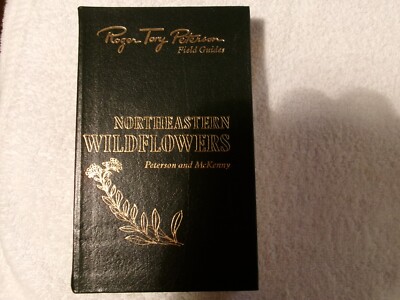 Roger Tory Peterson
Field Guides
NORTHEASTERN
WILDFLOWERS
Peterson and McKenny